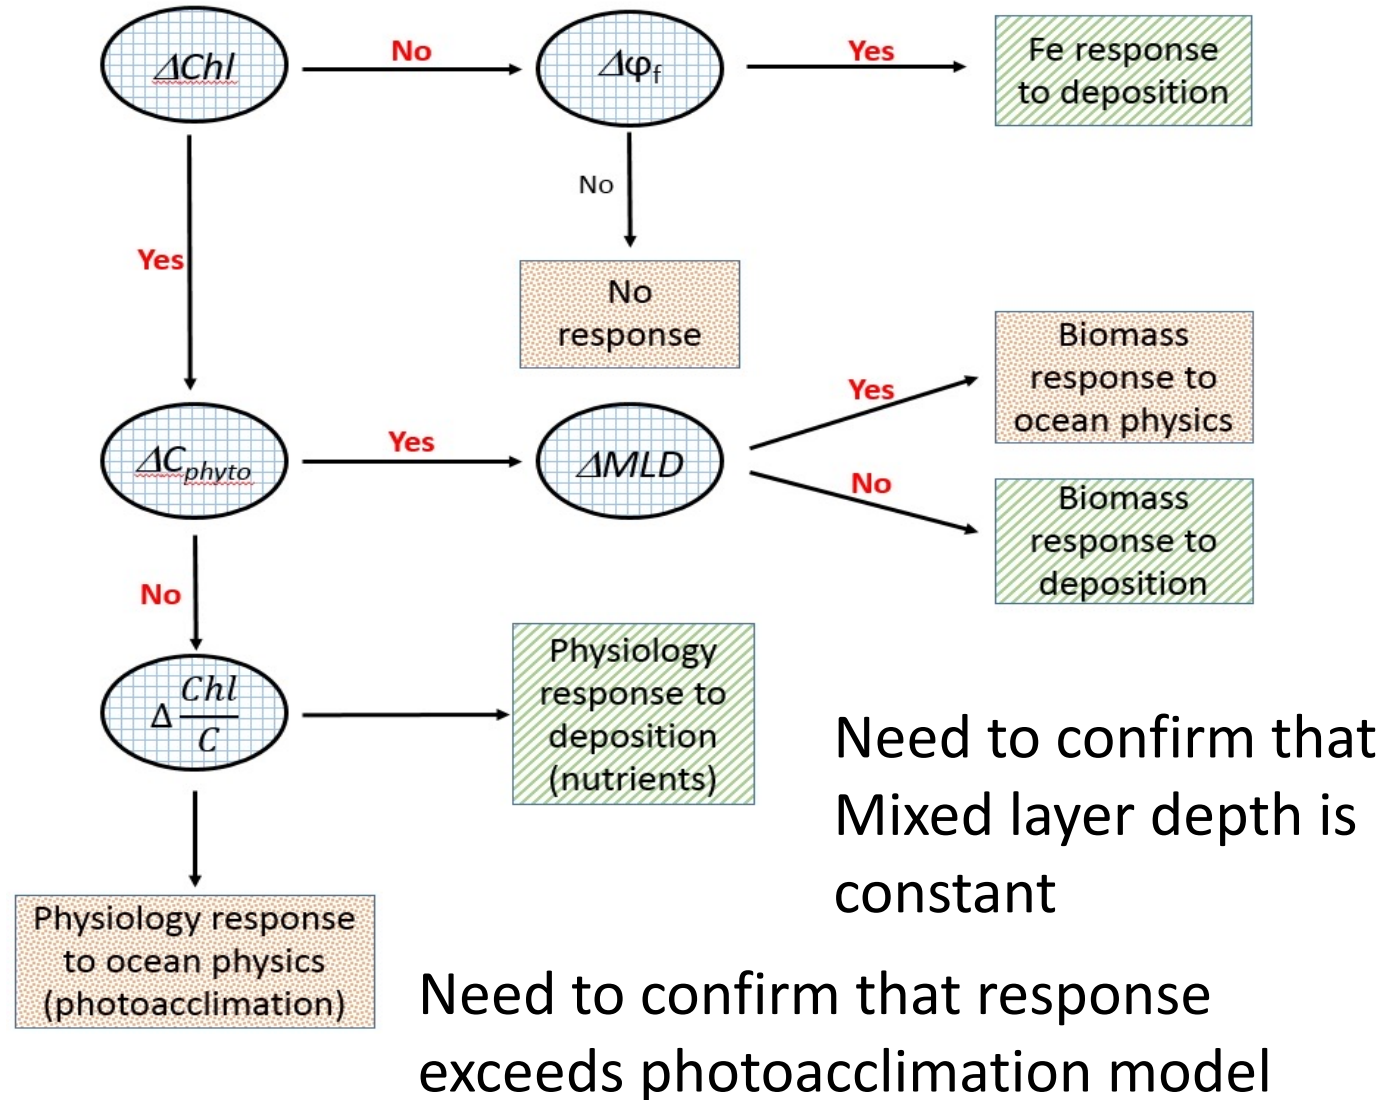 ΔChl
No
Δφf
Yes
Fe response
to deposition
No
Yes
No
response
Biomass
response to
ocean physics
Yes
ΔCphyto
Yes
ΔMLD
No
Biomass
response to
deposition
No
Δ Chl/C
Physiology
response to
deposition
(nutrients)
Need to confirm that
Mixed layer depth is
constant
Physiology response
to ocean physics
(photoacclimation)
Need to confirm that response
exceeds photoacclimation model